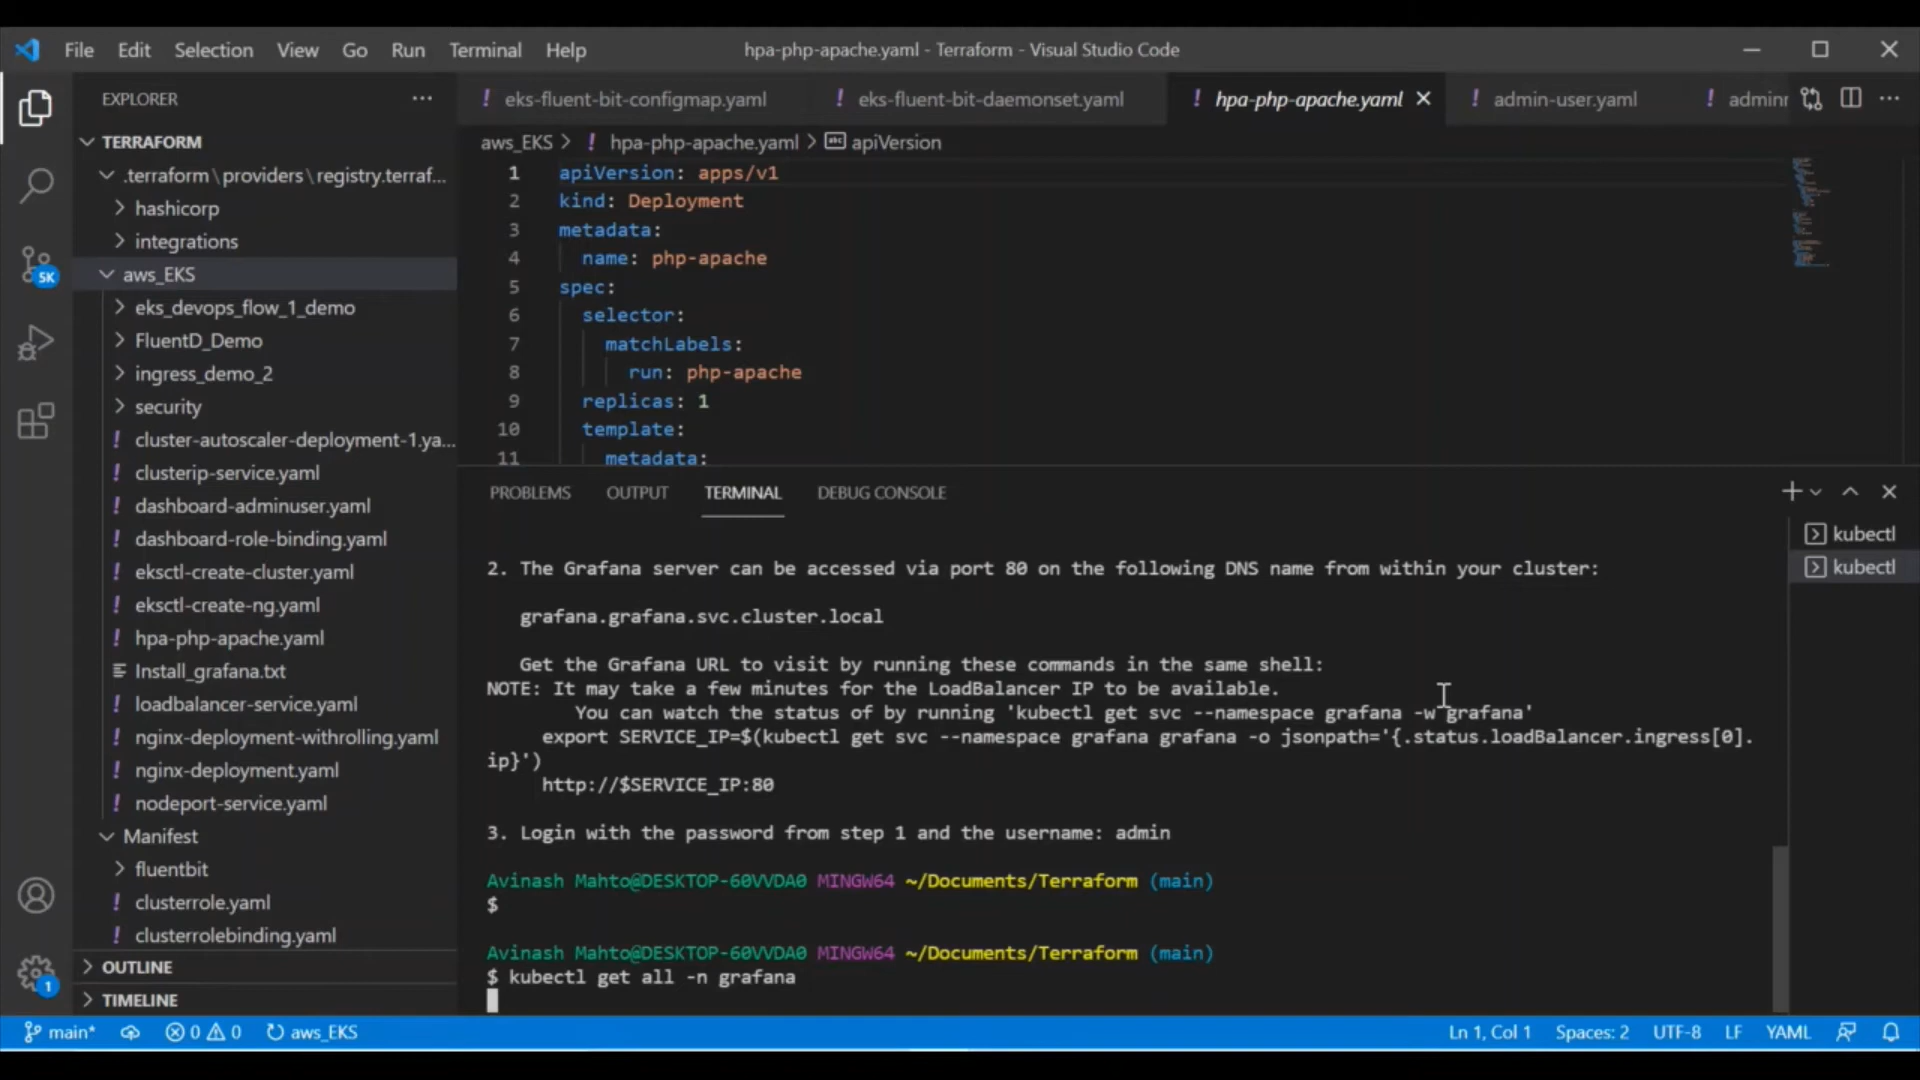 File Edit Selection View Go Run Terminal Help
hpa-php-apache.yaml - Terraform - Visual Studio Code
EXPLORER
TERRAFORM
.terraform\providers\registry.terraf...
hashicorp
integrations
aws_EKS
eks_devops_flow_1_demo
FluentD_Demo
ingress_demo_2
security
! cluster-autoscaler-deployment-1.ya...
! clusterip-service.yaml
! dashboard-adminuser.yaml
! dashboard-role-binding.yaml
! eksctl-create-cluster.yaml
! eksctl-create-ng.yaml
! hpa-php-apache.yaml
Install_grafana.txt
! loadbalancer-service.yaml
! nginx-deployment-withrolling.yaml
! nginx-deployment.yaml
! nodeport-service.yaml
Manifest
fluentbit
! clusterrole.yaml
! clusterrolebinding.yaml
OUTLINE
TIMELINE
5K
1
! eks-fluent-bit-configmap.yaml ! eks-fluent-bit-daemonset.yaml ! hpa-php-apache.yaml ! admin-user.yaml ! adminr
aws_EKS > ! hpa-php-apache.yaml > abc apiVersion
1 apiVersion: apps/v1
2 kind: Deployment
3 metadata:
4 name: php-apache
5 spec:
6 selector:
7 matchLabels:
8 run: php-apache
9 replicas: 1
10 template:
11 metadata:
PROBLEMS OUTPUT TERMINAL DEBUG CONSOLE
kubectl
kubectl
2. The Grafana server can be accessed via port 80 on the following DNS name from within your cluster:
grafana.grafana.svc.cluster.local
Get the Grafana URL to visit by running these commands in the same shell:
NOTE: It may take a few minutes for the LoadBalancer IP to be available.
You can watch the status of by running 'kubectl get svc --namespace grafana -w grafana'
export SERVICE_IP=$(kubectl get svc --namespace grafana grafana -o jsonpath='{.status.loadBalancer.ingress[0].
ip}')
http://$SERVICE_IP:80
3. Login with the password from step 1 and the username: admin
Avinash Mahto@DESKTOP-60VVDA0 MINGW64 ~/Documents/Terraform (main)
$
Avinash Mahto@DESKTOP-60VVDA0 MINGW64 ~/Documents/Terraform (main)
$ kubectl get all -n grafana
main* 0 0 aws_EKS Ln 1, Col 1 Spaces: 2 UTF-8 LF YAML